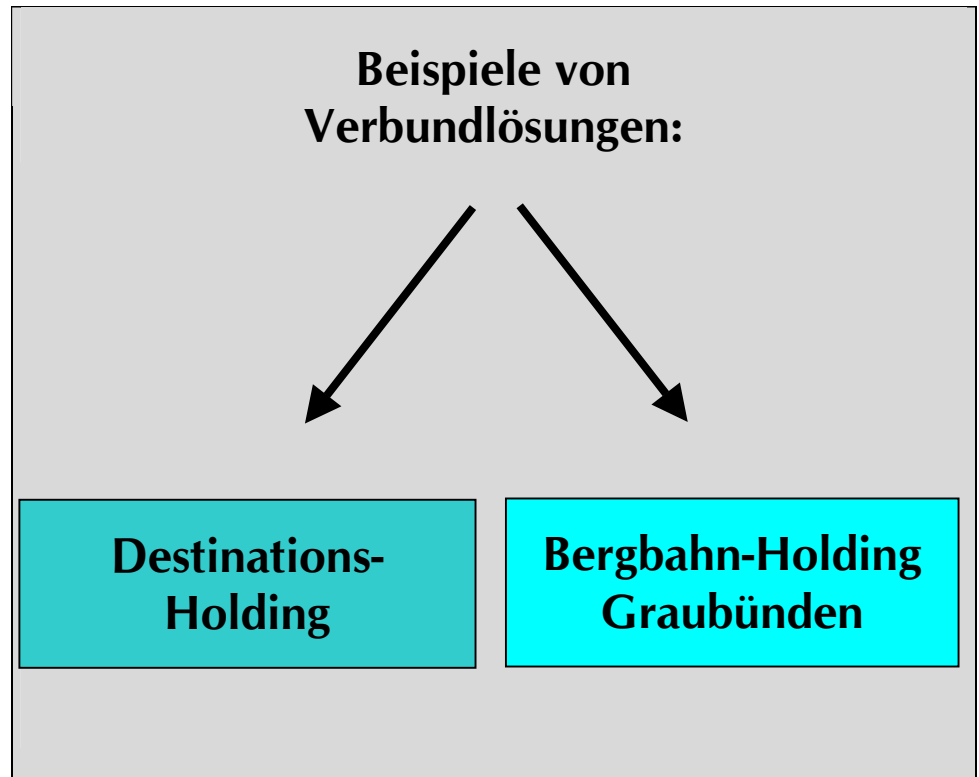 Beispiele von
Verbundlösungen:
Destinations-
Holding
Bergbahn-Holding
Graubünden